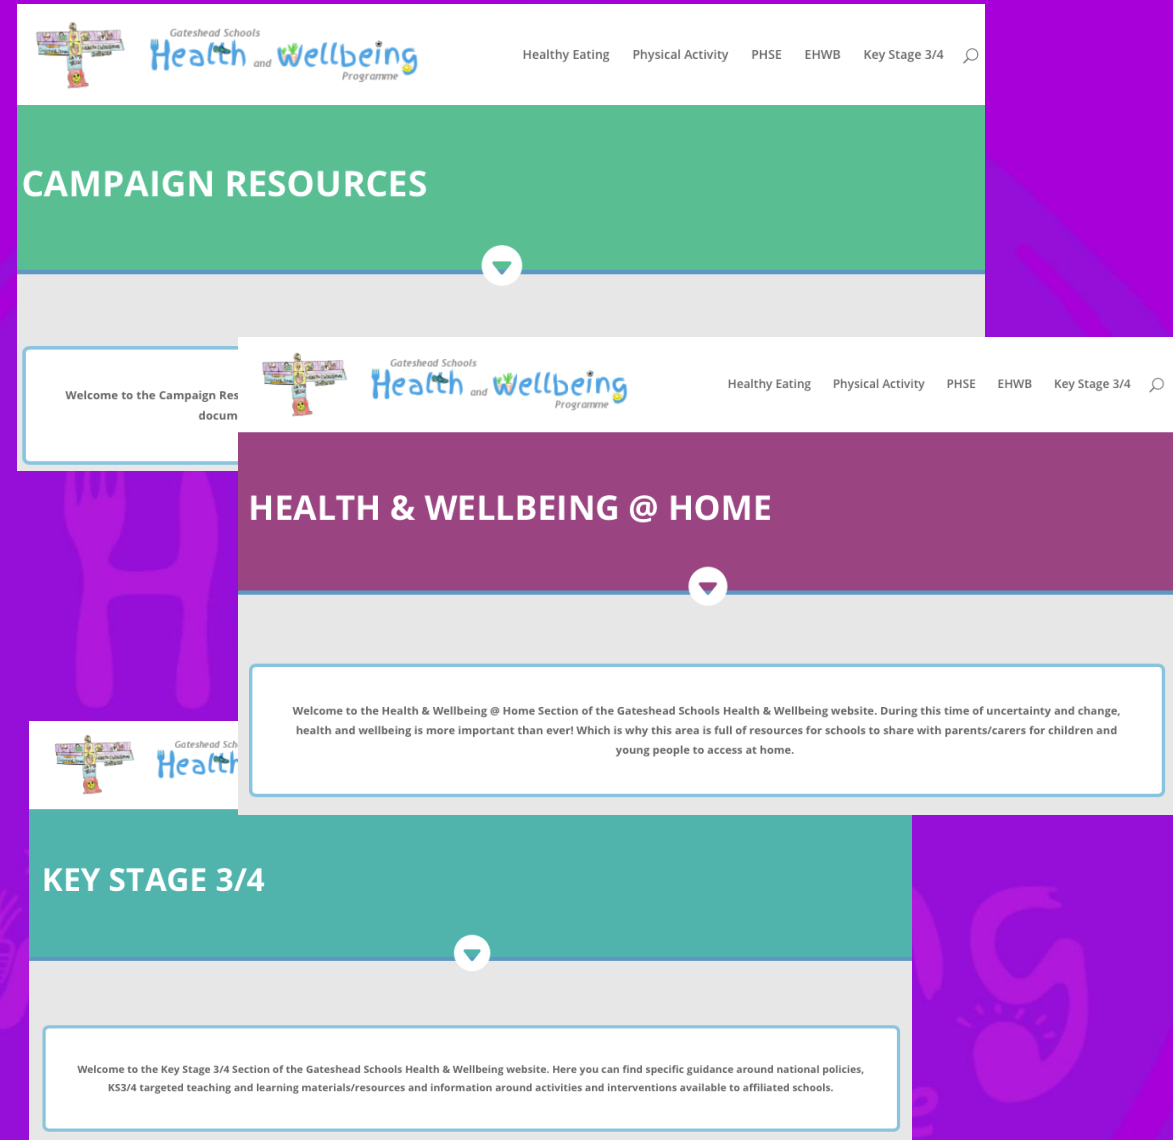 Gateshead Schools
Health and Wellbeing
Programme
Healthy Eating Physical Activity PHSE EHWB Key Stage 3/4
CAMPAIGN RESOURCES
Welcome to the Campaign Res
docum
Gateshead Schools
Health and Wellbeing
Programme
Healthy Eating Physical Activity PHSE EHWB Key Stage 3/4
HEALTH & WELLBEING @ HOME
Welcome to the Health & Wellbeing @ Home Section of the Gateshead Schools Health & Wellbeing website. During this time of uncertainty and change,
health and wellbeing is more important than ever! Which is why this area is full of resources for schools to share with parents/carers for children and
young people to access at home.
Gateshead Sch
Health
KEY STAGE 3/4
Welcome to the Key Stage 3/4 Section of the Gateshead Schools Health & Wellbeing website. Here you can find specific guidance around national policies,
KS3/4 targeted teaching and learning materials/resources and information around activities and interventions available to affiliated schools.